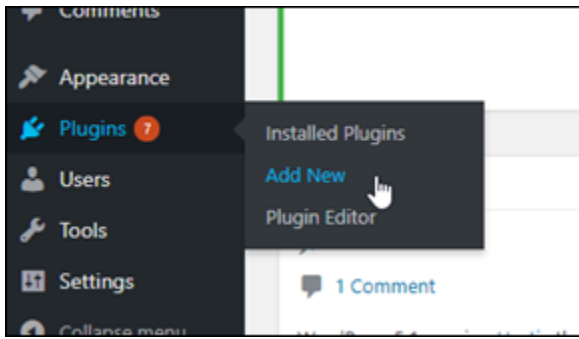 Comments
Appearance
Plugins 7
Installed Plugins
Add New
Plugin Editor
Users
Tools
Settings
1 Comment
Collapse menu